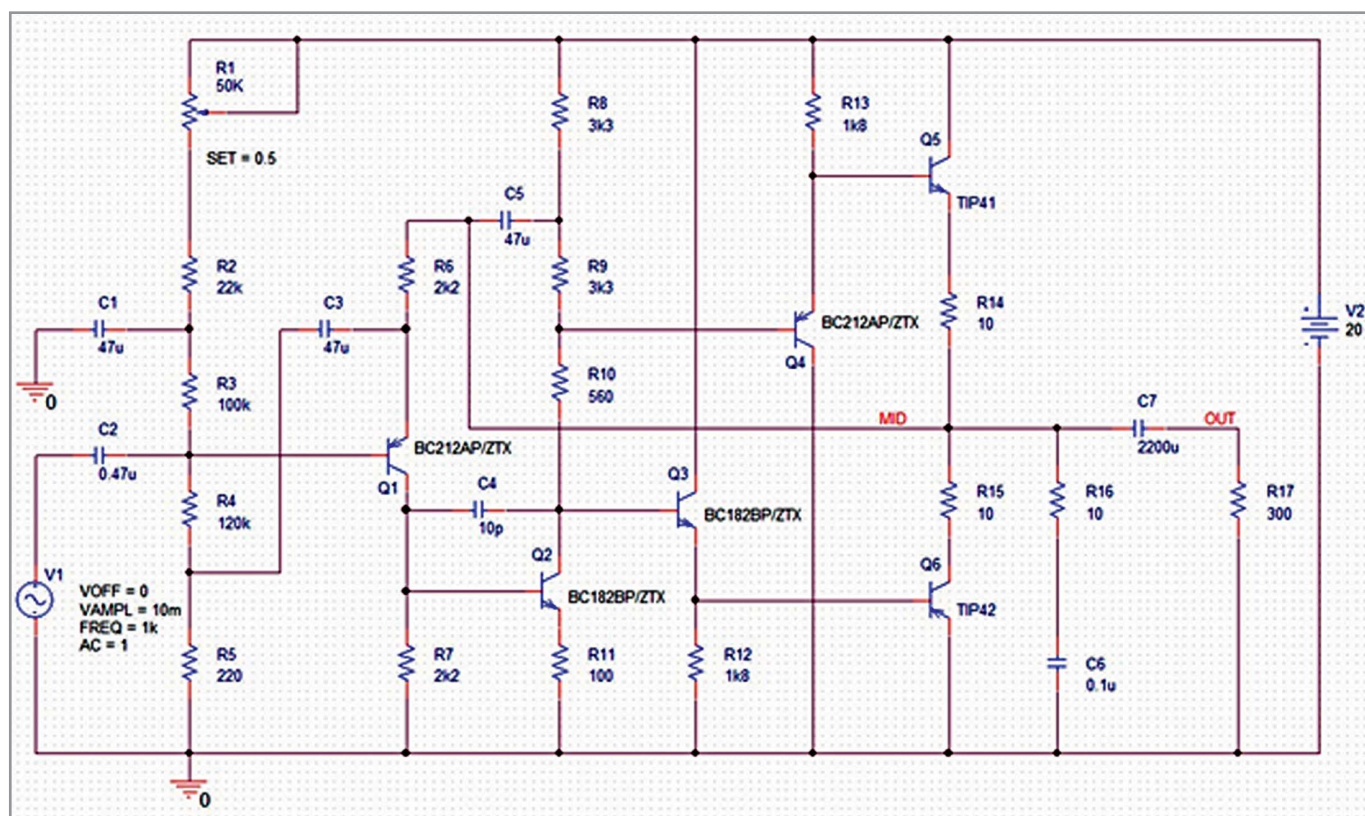 R1
50K
SET = 0.5
R8
3k3
R13
1k8
Q5
TIP41
C5
47u
R2
22k
R6
2k2
R9
3k3
R14
10
C1
47u
0
C3
47u
BC212AP/ZTX
Q4
V2
20
+
-
R3
100k
R10
560
MID
C7
2200u
OUT
C2
0.47u
BC212AP/ZTX
Q1
R4
120k
C4
10p
Q3
BC182BP/ZTX
R15
10
R16
10
R17
300
V1
VOFF = 0
VAMPL = 10m
FREQ = 1k
AC = 1
Q2
BC182BP/ZTX
Q6
TIP42
R5
220
R7
2k2
R11
100
R12
1k8
C6
0.1u
0